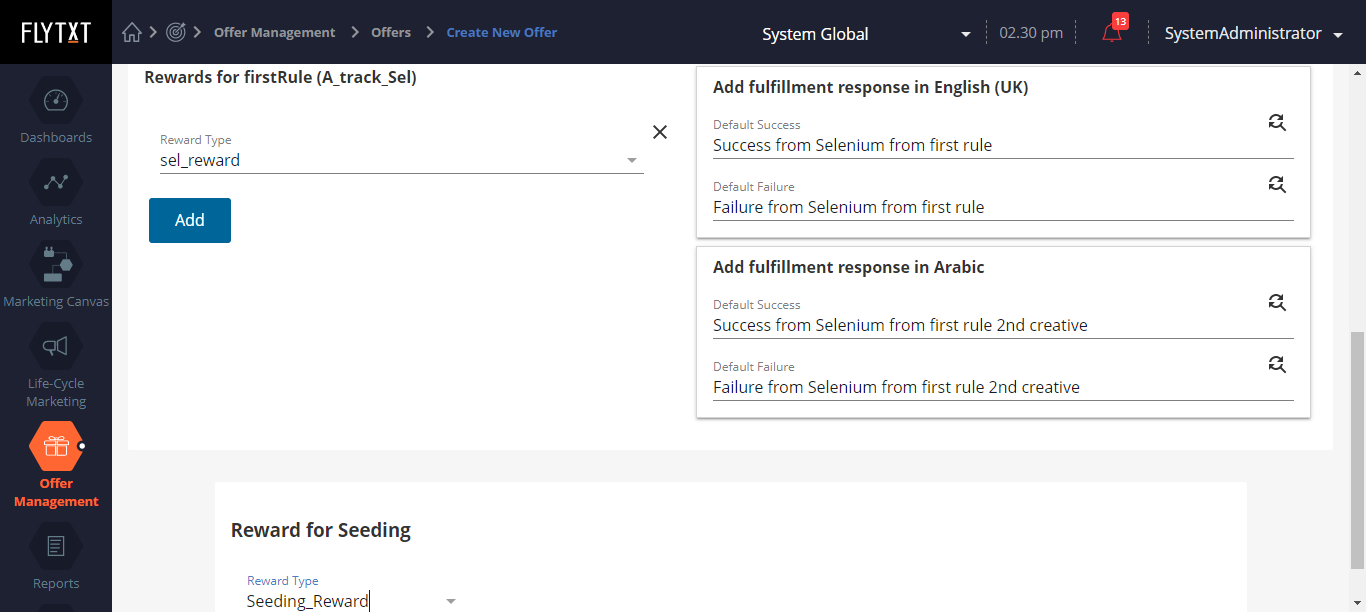 FLYTXT
Offer Management
Offers
Create New Offer
System Global
02.30 pm
13
SystemAdministrator
Dashboards
Analytics
Marketing Canvas
Life-Cycle
Marketing
Offer
Management
Reports
Rewards for firstRule (A_track_Sel)
Reward Type
sel_reward
Add
Add fulfillment response in English (UK)
Default Success
Success from Selenium from first rule
Default Failure
Failure from Selenium from first rule
Add fulfillment response in Arabic
Default Success
Success from Selenium from first rule 2nd creative
Default Failure
Failure from Selenium from first rule 2nd creative
Reward for Seeding
Reward Type
Seeding_Reward